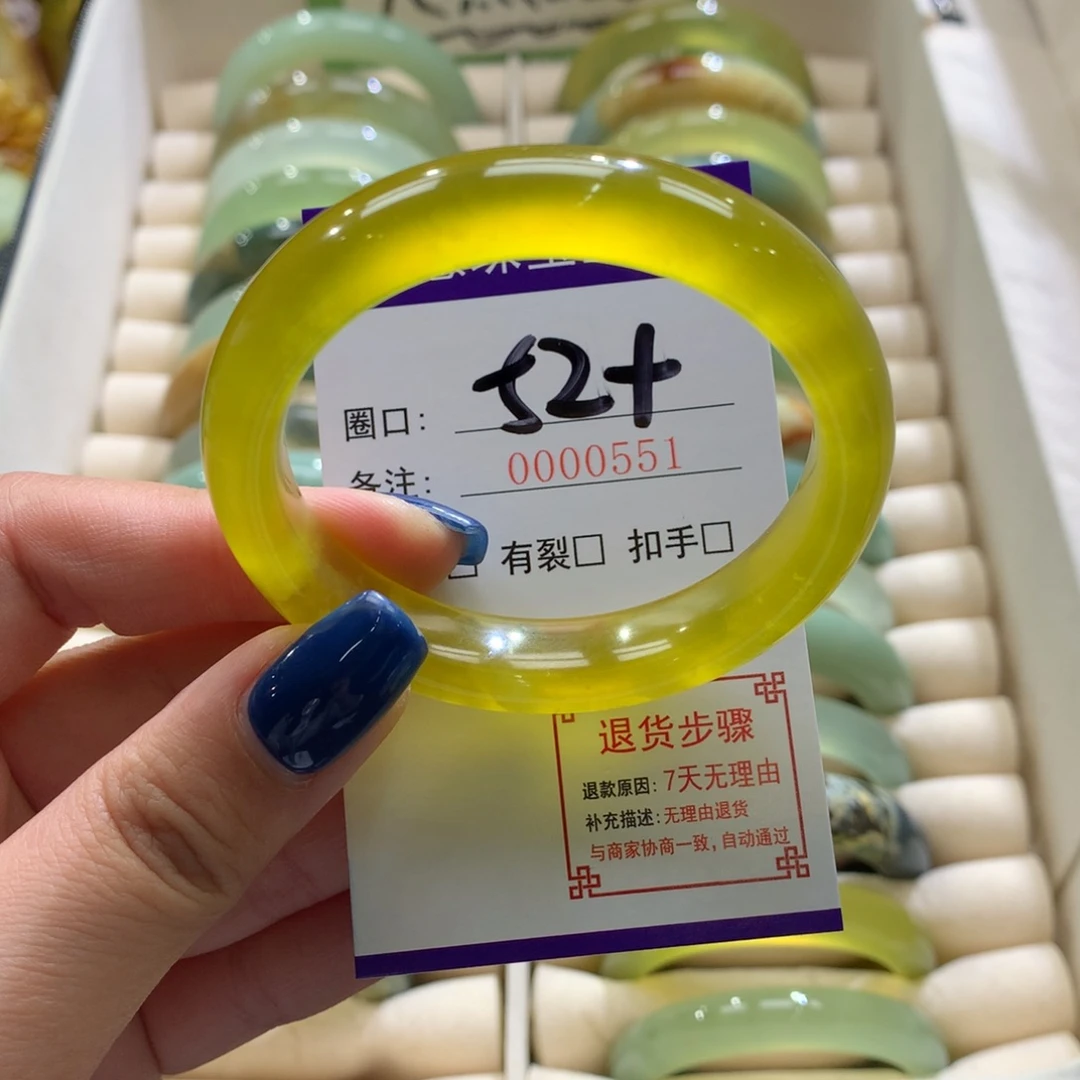 圈口: 52+
备注: 0000551
有裂□ 扣手□
退货步骤
退款原因: 7天无理由
补充描述: 无理由退货
与商家协商一致, 自动通过